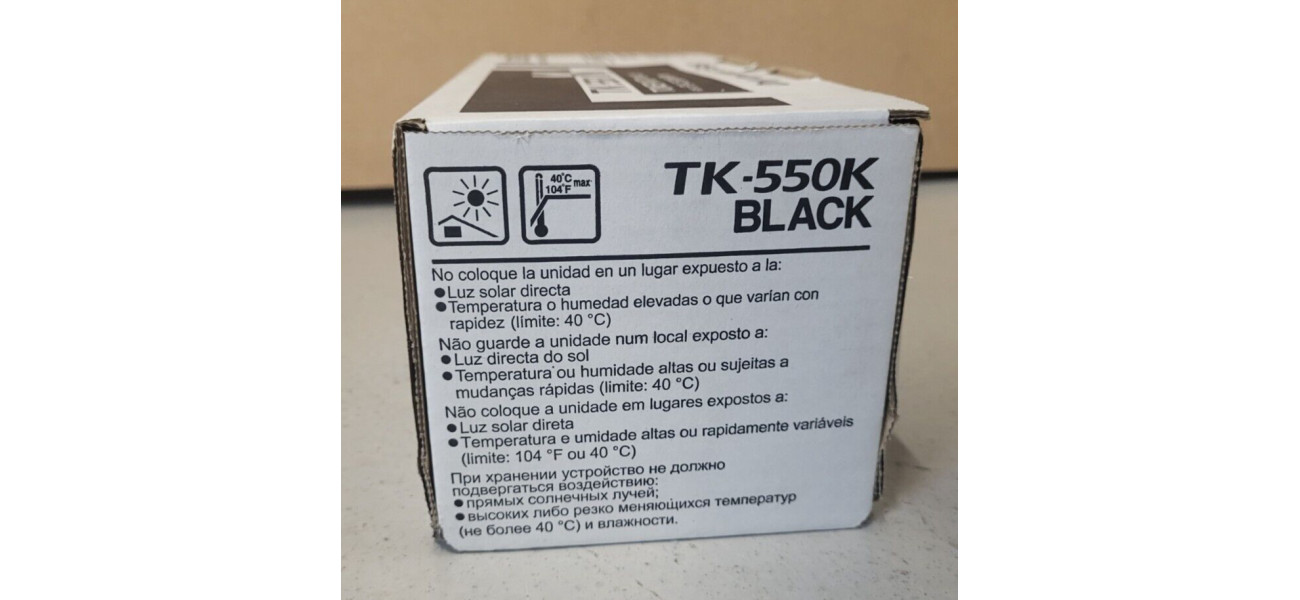 40°C
104°F max
TK-550K
BLACK
No coloque la unidad en un lugar expuesto a la:
●Luz solar directa
●Temperatura o humedad elevadas o que varían con
rapidez (límite: 40 °C)
Não guarde a unidade num local exposto a:
●Luz directa do sol
●Temperatura ou humidade altas ou sujeitas a
mudanças rápidas (limite: 40 °C)
Não coloque a unidade em lugares expostos a:
●Luz solar direta
●Temperatura e umidade altas ou rapidamente variáveis
(limite: 104 °F ou 40 °C)
При хранении устройство не должно
подвергаться воздействию:
●прямых солнечных лучей;
●высоких либо резко меняющихся температур
(не более 40 °C) и влажности.